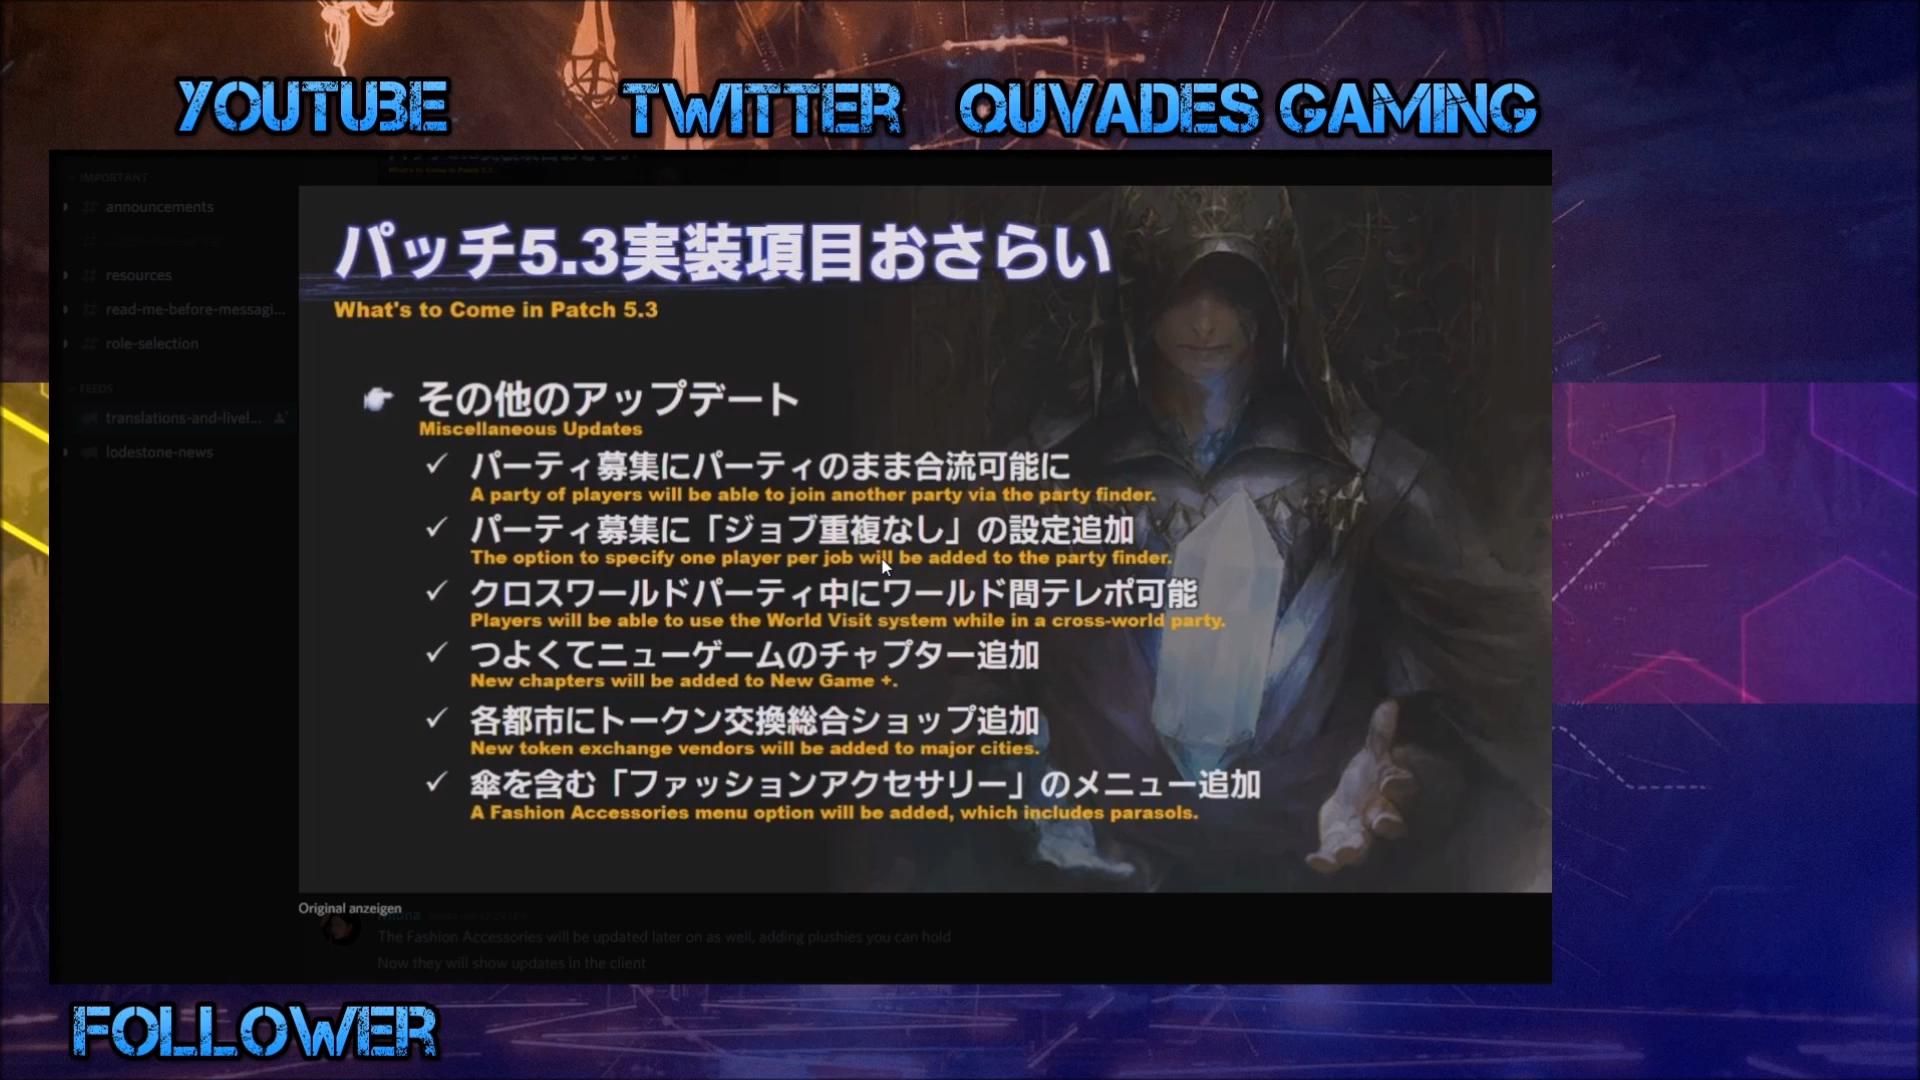 YOUTUBE
TWITTER
QUVADES GAMING
IMPORTANT
announcements
resources
read-me-before-messagi...
role-selection
FEEDS
translations-and-livel...
lodestone-news
パッチ5.3実装項目おさらい
What's to Come in Patch 5.3
その他のアップデート
Miscellaneous Updates
✓ パーティ募集にパーティのまま合流可能に
A party of players will be able to join another party via the party finder.
✓ パーティ募集に「ジョブ重複なし」の設定追加
The option to specify one player per job will be added to the party finder.
✓ クロスワールドパーティ中にワールド間テレポ可能
Players will be able to use the World Visit system while in a cross-world party.
✓ つよくてニューゲームのチャプター追加
New chapters will be added to New Game +.
✓ 各都市にトークン交換総合ショップ追加
New token exchange vendors will be added to major cities.
✓ 傘を含む「ファッションアクセサリー」のメニュー追加
A Fashion Accessories menu option will be added, which includes parasols.
Original anzeigen
The Fashion Accessories will be updated later on as well, adding plushies you can hold
Now they will show updates in the client
FOLLOWER